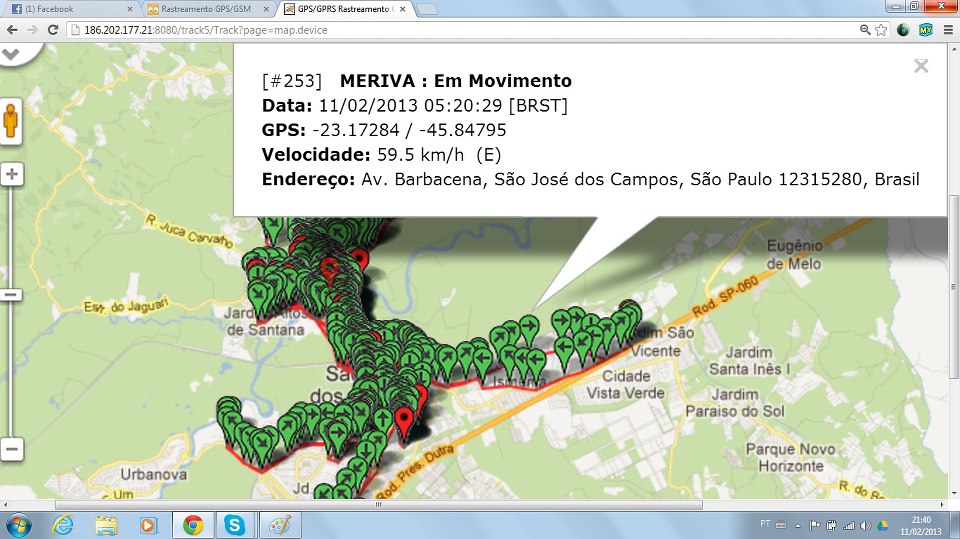 (1) Facebook
Rastreamento GPS/GSM
GPS/GPRS Rastreamento (
186.202.177.21:8080/track5/Track?page=map.device
[#253] MERIVA : Em Movimento
Data: 11/02/2013 05:20:29 [BRST]
GPS: -23.17284 / -45.84795
Velocidade: 59.5 km/h (E)
Endereço: Av. Barbacena, São José dos Campos, São Paulo 12315280, Brasil
R. Juca Carvalho
Eugênio
de Melo
Rod. SP-060
Estr. do Jaguari
de Santana
Jardim São
Vicente
Jardim
Santa Inês I
Cidade
Vista Verde
Jardim
Paraiso do Sol
Parque Novo
Horizonte
Urbanova
Rod. Pres. Dutra
Jd
R. do
PT
21:40
11/02/2013